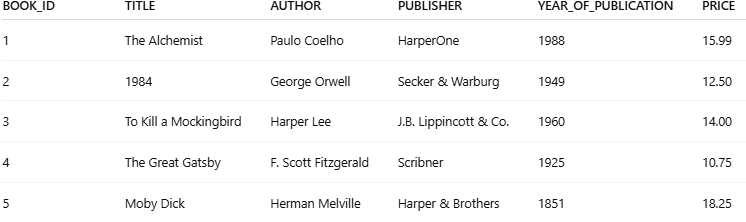 BOOK_ID TITLE AUTHOR PUBLISHER YEAR_OF_PUBLICATION PRICE
1 The Alchemist Paulo Coelho HarperOne 1988 15.99
2 1984 George Orwell Secker & Warburg 1949 12.50
3 To Kill a Mockingbird Harper Lee J.B. Lippincott & Co. 1960 14.00
4 The Great Gatsby F. Scott Fitzgerald Scribner 1925 10.75
5 Moby Dick Herman Melville Harper & Brothers 1851 18.25